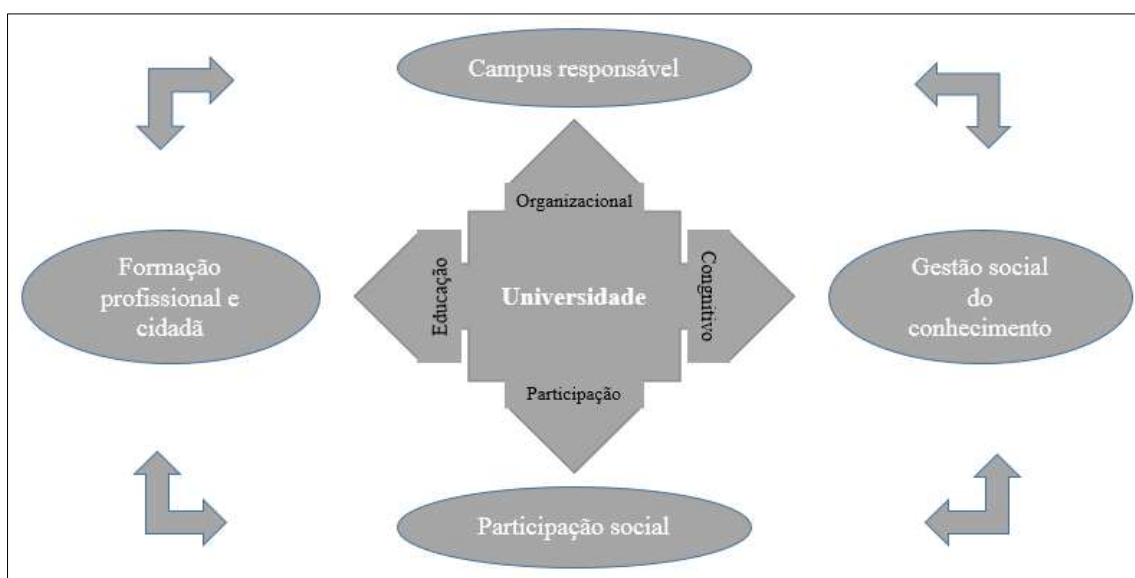 Campus responsável
Organizacional
Formação
profissional e
cidadã
Educação
Universidade
Congnitivo
Gestão social
do
conhecimento
Participação
Participação social